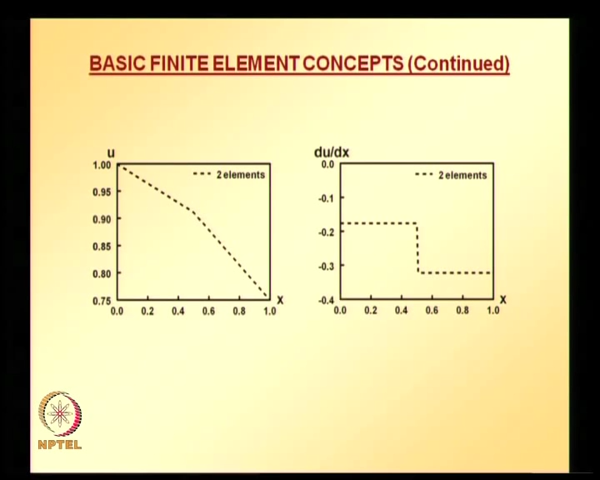 BASIC FINITE ELEMENT CONCEPTS (Continued)
u
1.00
0.95
0.90
0.85
0.80
0.75
2 elements
0.0 0.2 0.4 0.6 0.8 1.0
x
du/dx
0.0
-0.1
-0.2
-0.3
-0.4
2 elements
0.0 0.2 0.4 0.6 0.8 1.0
x
NPTEL